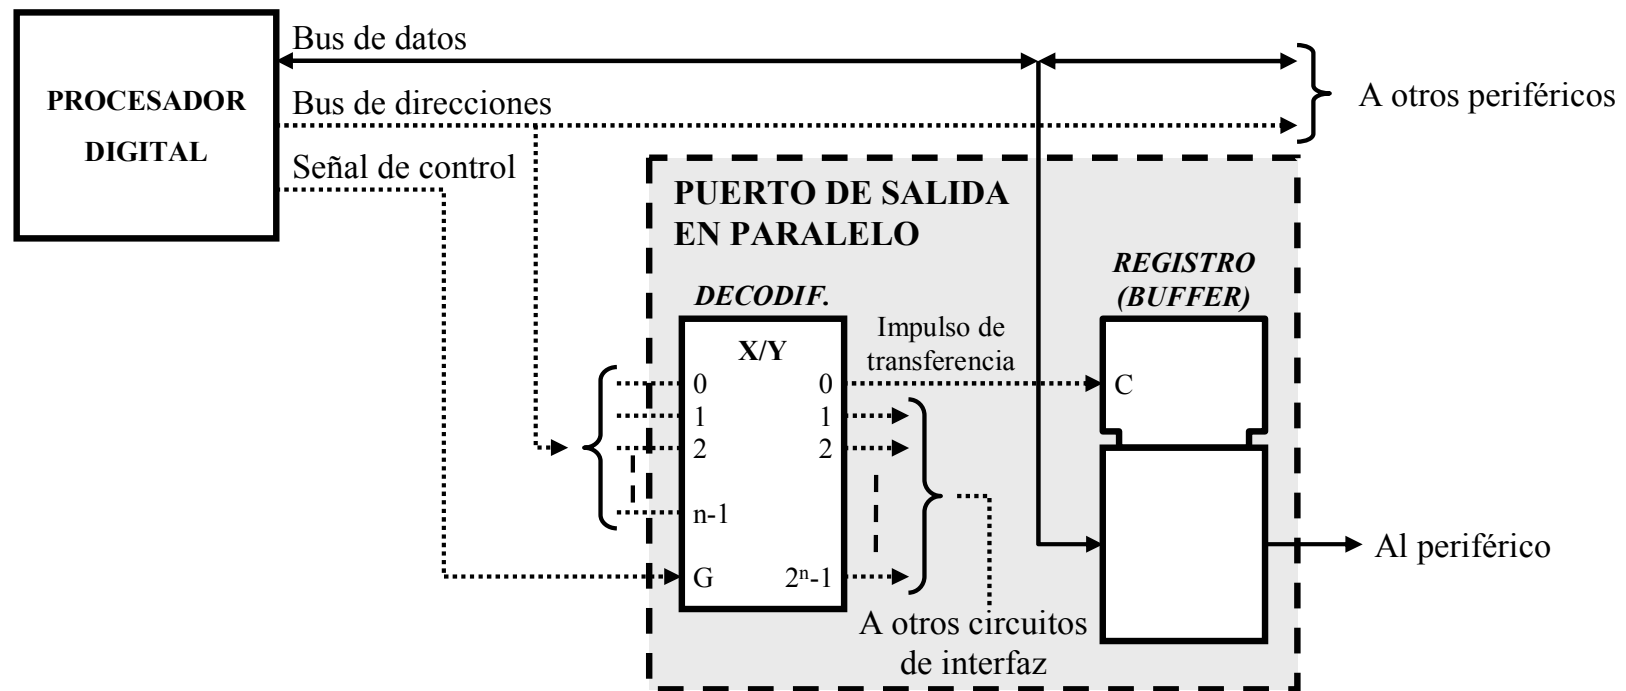 Bus de datos
PROCESADOR
DIGITAL
Bus de direcciones
A otros periféricos
Señal de control
PUERTO DE SALIDA
EN PARALELO
REGISTRO
(BUFFER)
DECODIF.
Impulso de
transferencia
X/Y
0
1
2
n-1
G
0
1
2
2ⁿ-1
C
Al periférico
A otros circuitos
de interfaz